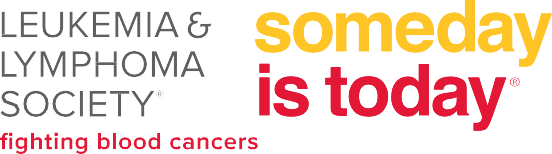 LEUKEMIA &
LYMPHOMA
SOCIETY®
fighting blood cancers
someday
is today®